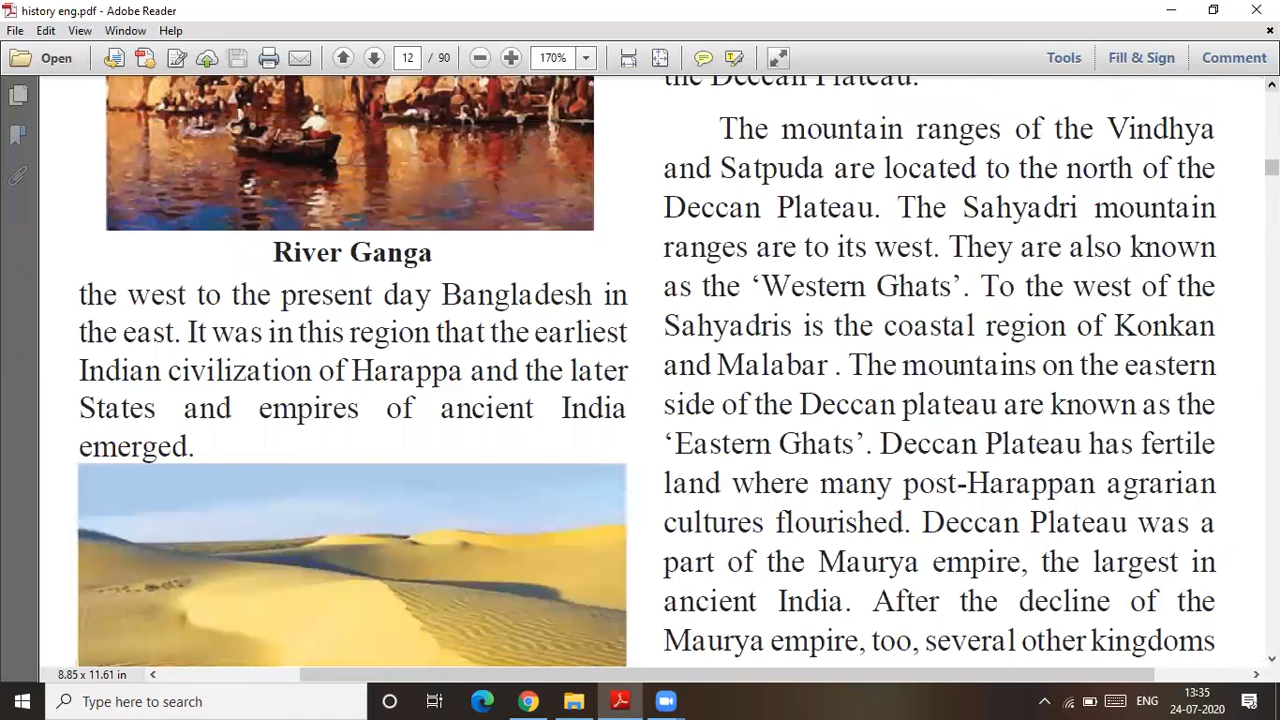 history eng.pdf - Adobe Reader
File Edit View Window Help
Open 12 / 90 170% Tools Fill & Sign Comment
River Ganga
the west to the present day Bangladesh in
the east. It was in this region that the earliest
Indian civilization of Harappa and the later
States and empires of ancient India
emerged.
the Deccan Plateau.
The mountain ranges of the Vindhya
and Satpuda are located to the north of the
Deccan Plateau. The Sahyadri mountain
ranges are to its west. They are also known
as the ‘Western Ghats’. To the west of the
Sahyadris is the coastal region of Konkan
and Malabar . The mountains on the eastern
side of the Deccan plateau are known as the
‘Eastern Ghats’. Deccan Plateau has fertile
land where many post-Harappan agrarian
cultures flourished. Deccan Plateau was a
part of the Maurya empire, the largest in
ancient India. After the decline of the
Maurya empire, too, several other kingdoms
8.85 x 11.61 in
Type here to search
ENG
13:35
24-07-2020